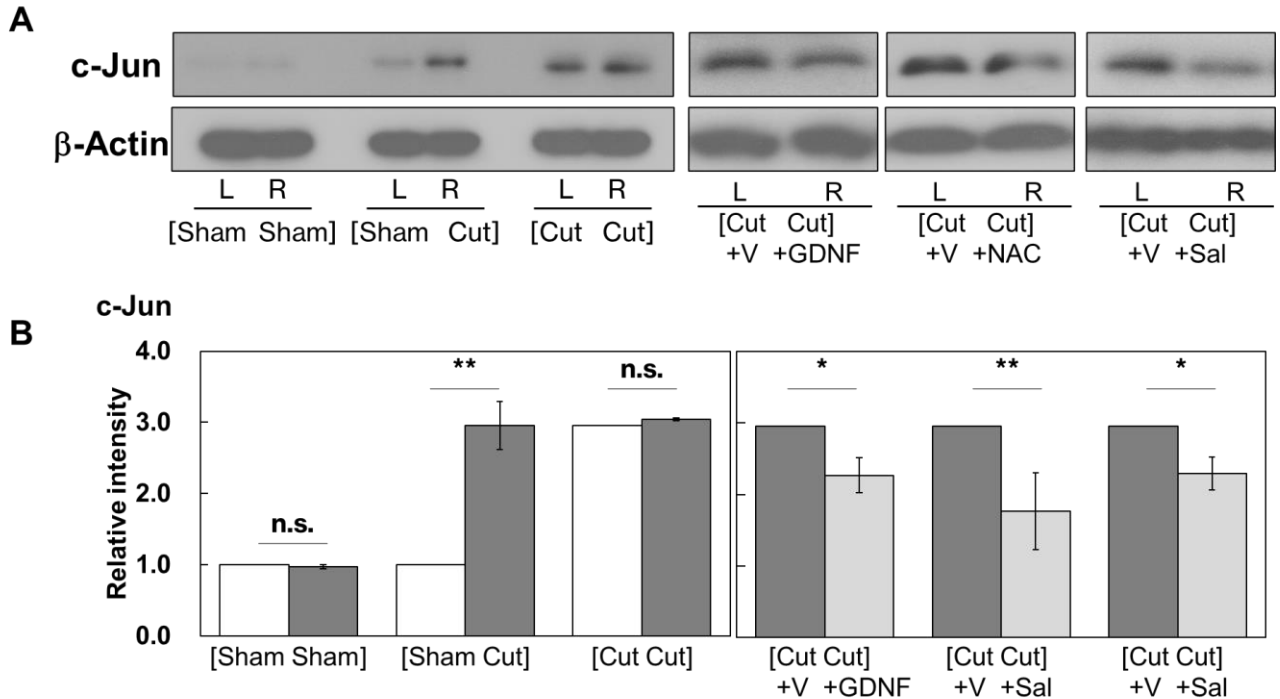 A
c-Jun
β-Actin
L R L R L R L R L R L R
[Sham Sham] [Sham Cut] [Cut Cut] [Cut Cut] [Cut Cut] [Cut Cut]
+V +GDNF +V +NAC +V +Sal
B
c-Jun
Relative intensity
4.0
3.0
2.0
1.0
0.0
n.s. ** n.s. * ** *
[Sham Sham] [Sham Cut] [Cut Cut] [Cut Cut] [Cut Cut] [Cut Cut]
+V +GDNF +V +Sal +V +Sal